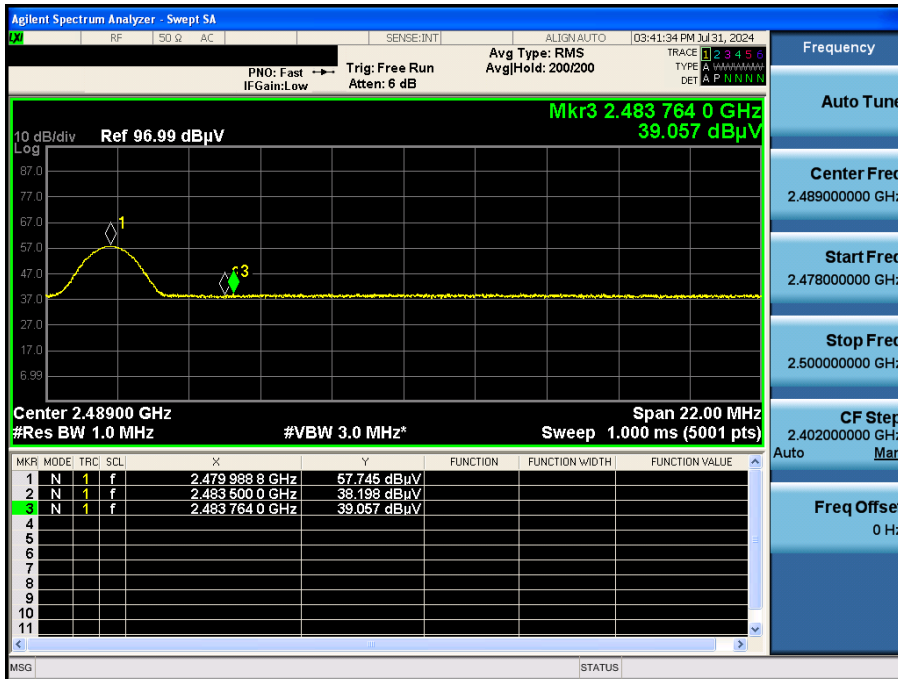 Agilent Spectrum Analyzer - Swept SA
LXI RF 50 Ω AC SENSE:INT ALIGNAUTO 03:41:34 PM Jul 31, 2024
Avg Type: RMS TRACE 1 2 3 4 5 6
PNO: Fast Trig: Free Run Avg|Hold: 200/200 TYPE A WWWWW
IFGain:Low Atten: 6 dB DET A P N N N N
Mkr3 2.483 764 0 GHz
39.057 dBµV
10 dB/div Ref 96.99 dBµV
Log
87.0
77.0
67.0
1
57.0
3
47.0
37.0
27.0
17.0
6.99
Center 2.48900 GHz Span 22.00 MHz
#Res BW 1.0 MHz #VBW 3.0 MHz* Sweep 1.000 ms (5001 pts)
MKR MODE TRC SCL X Y FUNCTION FUNCTION WIDTH FUNCTION VALUE
1 N 1 f 2.479 988 8 GHz 57.745 dBµV
2 N 1 f 2.483 500 0 GHz 38.198 dBµV
3 N 1 f 2.483 764 0 GHz 39.057 dBµV
4
5
6
7
8
9
10
11
MSG STATUS
Frequency
Auto Tune
Center Freq
2.489000000 GHz
Start Freq
2.478000000 GHz
Stop Freq
2.500000000 GHz
CF Step
2.402000000 GHz
Auto Man
Freq Offset
0 Hz